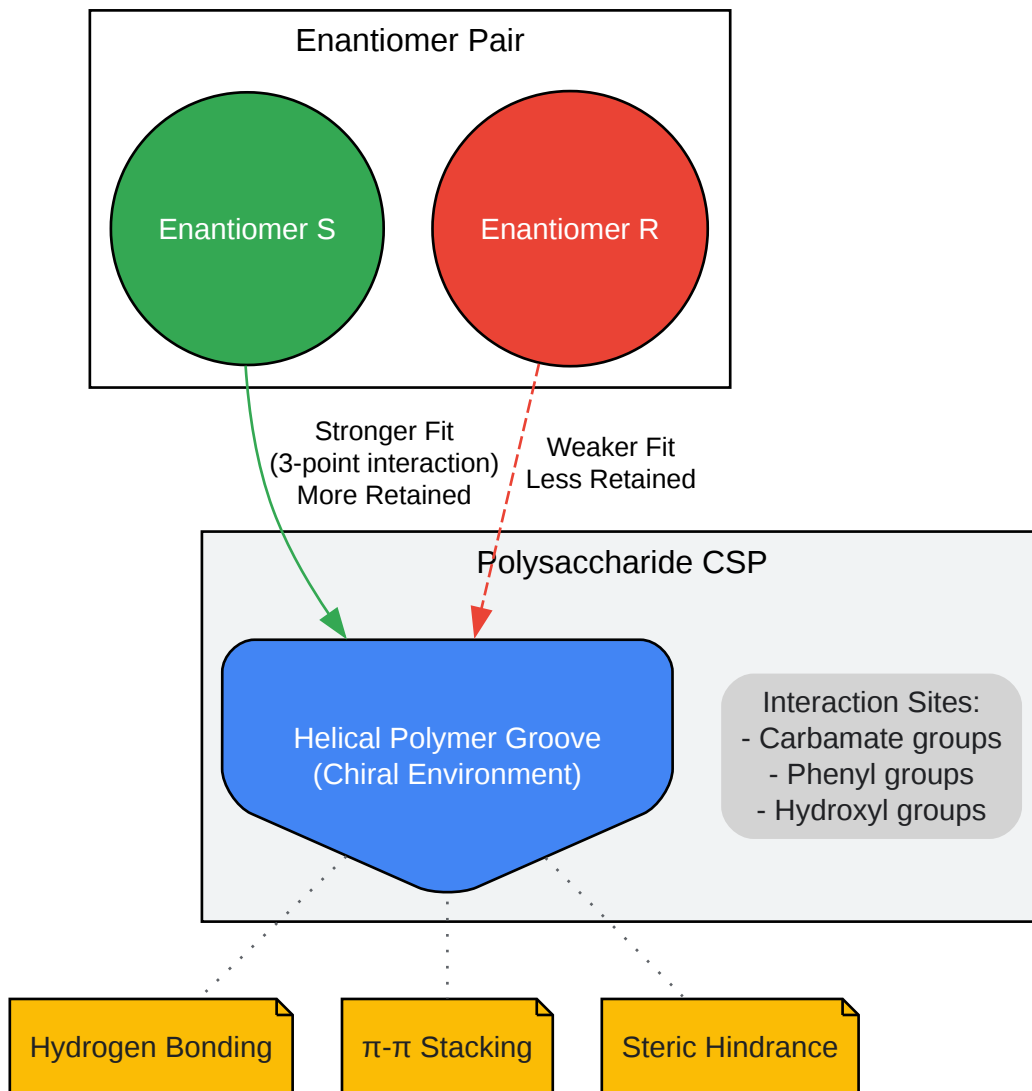 Enantiomer Pair
Enantiomer S
Enantiomer R
Stronger Fit
(3-point interaction)
More Retained
Weaker Fit
Less Retained
Polysaccharide CSP
Helical Polymer Groove
(Chiral Environment)
Interaction Sites:
- Carbamate groups
- Phenyl groups
- Hydroxyl groups
Hydrogen Bonding
π-π Stacking
Steric Hindrance